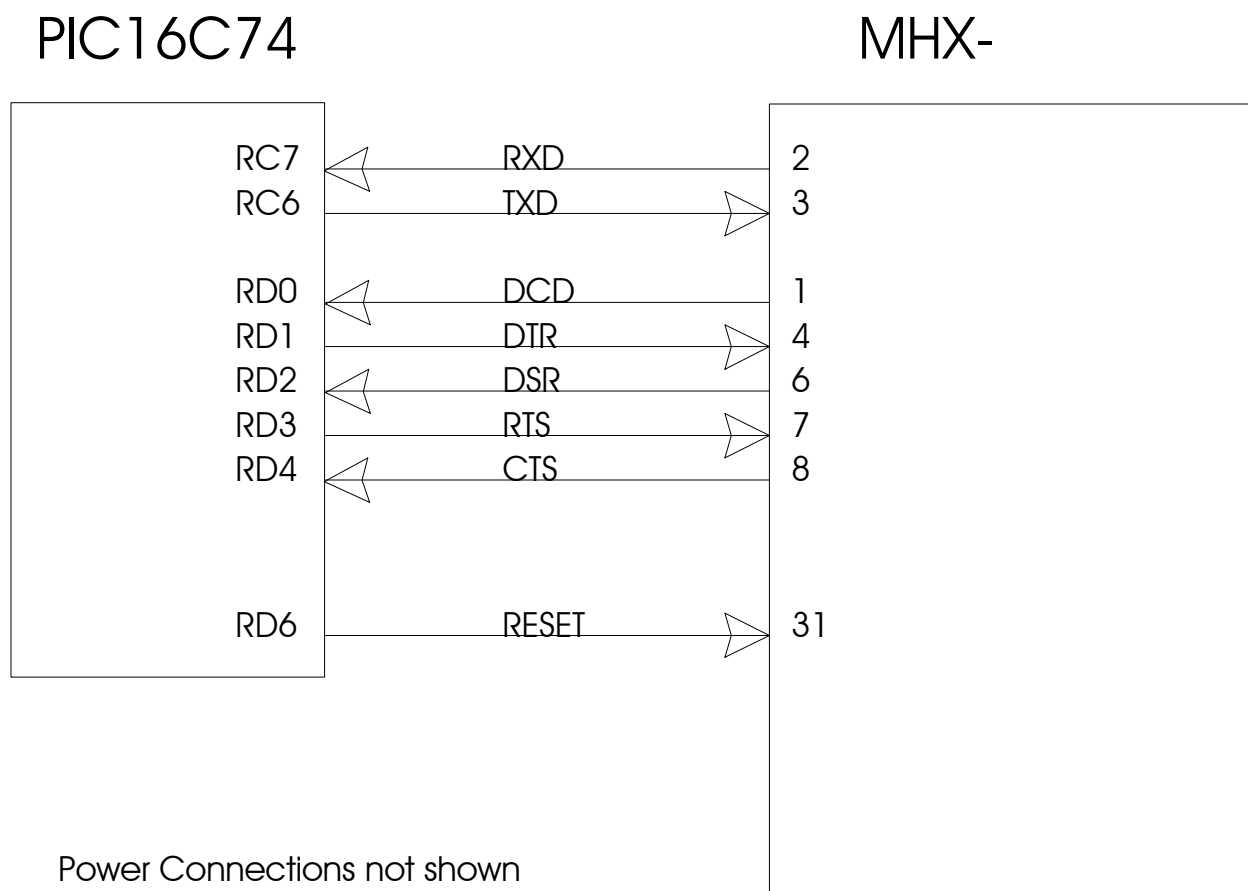 PIC16C74 MHX-
RC7 RXD 2
RC6 TXD 3
RD0 DCD 1
RD1 DTR 4
RD2 DSR 6
RD3 RTS 7
RD4 CTS 8
RD6 RESET 31
Power Connections not shown